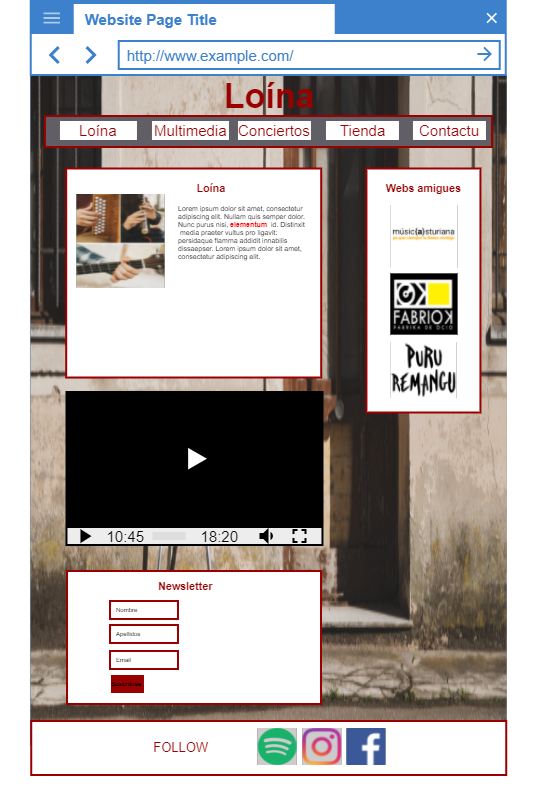 Website Page Title
http://www.example.com/
Loína
Loína Multimedia Conciertos Tienda Contactu
Loína
Lorem ipsum dolor sit amet, consectetur
adipiscing elit. Nullam quis semper dolor.
Nunc purus nisi, elementum id. Distinxit
media praeter vultus pro ligavit:
persidaque flamma addidit innabilis
dissaepser. Lorem ipsum dolor sit amet,
consectetur adipiscing elit.
Webs amigues
músic(a)sturiana
FABRIOK
FABRIKA DE OCIO
PURU
REMANGU
10:45 18:20
Newsletter
Nombre
Apellidos
Email
FOLLOW